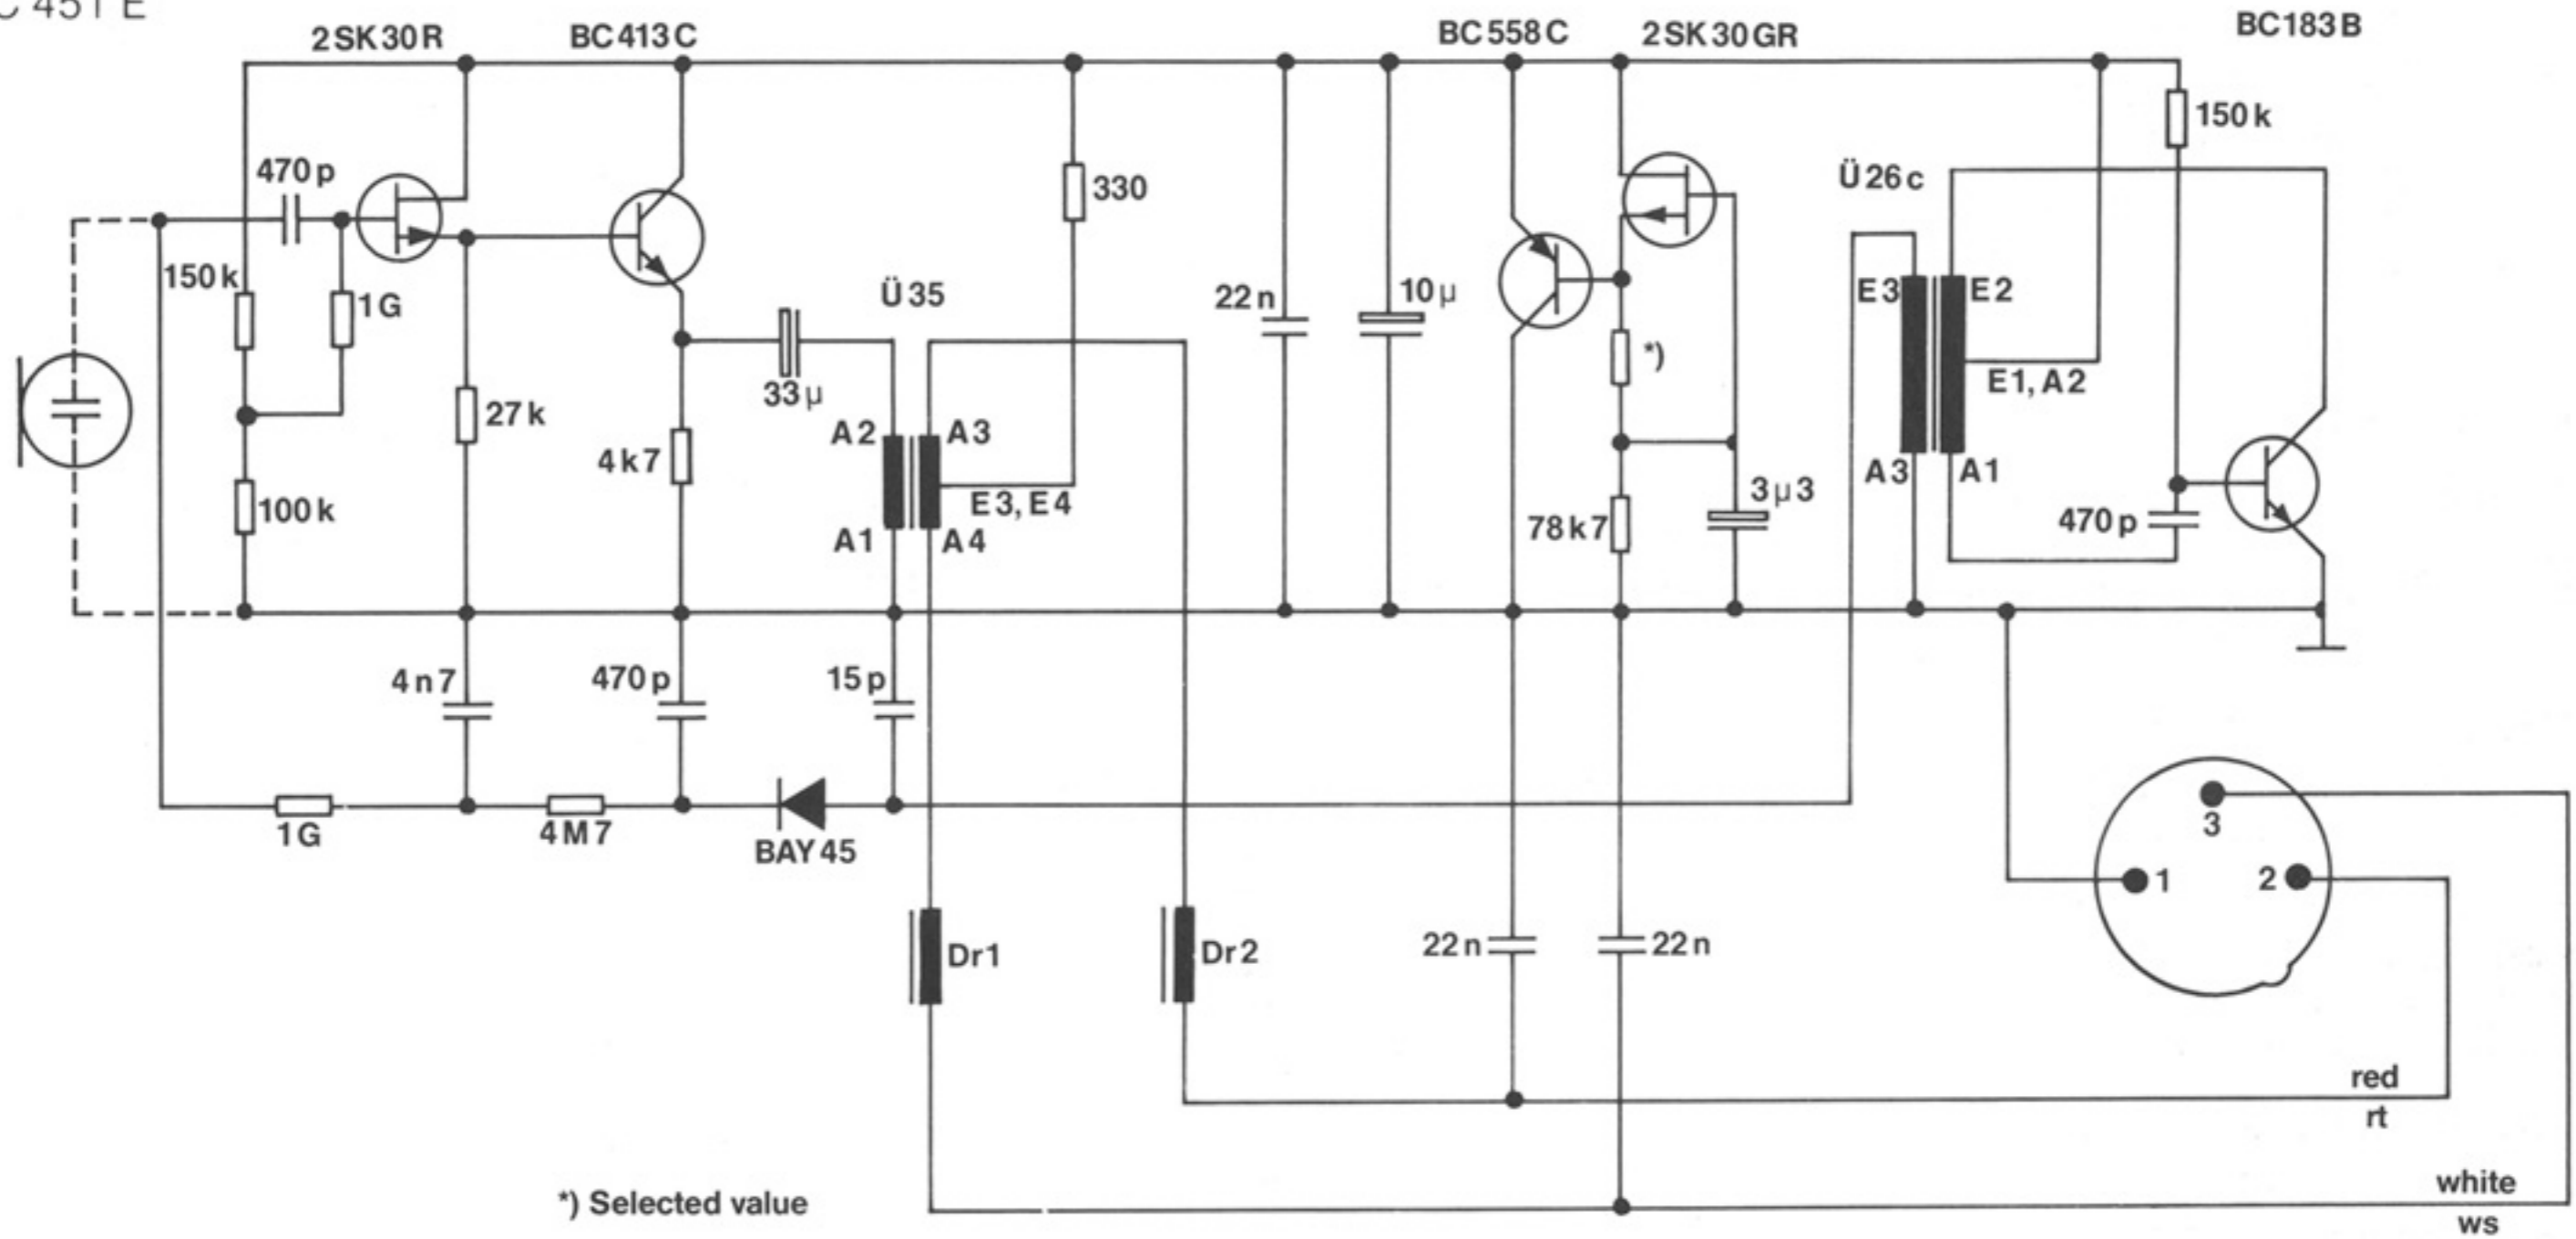 C 451 E
2SK30R
BC413C
BC558C
2SK30GR
BC183B
150k
470p
330
Ü26c
150k
1G
Ü35
22n
10µ
E3
E2
*)
E1, A2
33µ
27k
A2
A3
4k7
A3
A1
3µ3
E3, E4
100k
78k7
470p
A1
A4
4n7
470p
15p
3
1G
4M7
BAY45
1
2
Dr1
Dr2
22n
22n
red
rt
*) Selected value
white
ws